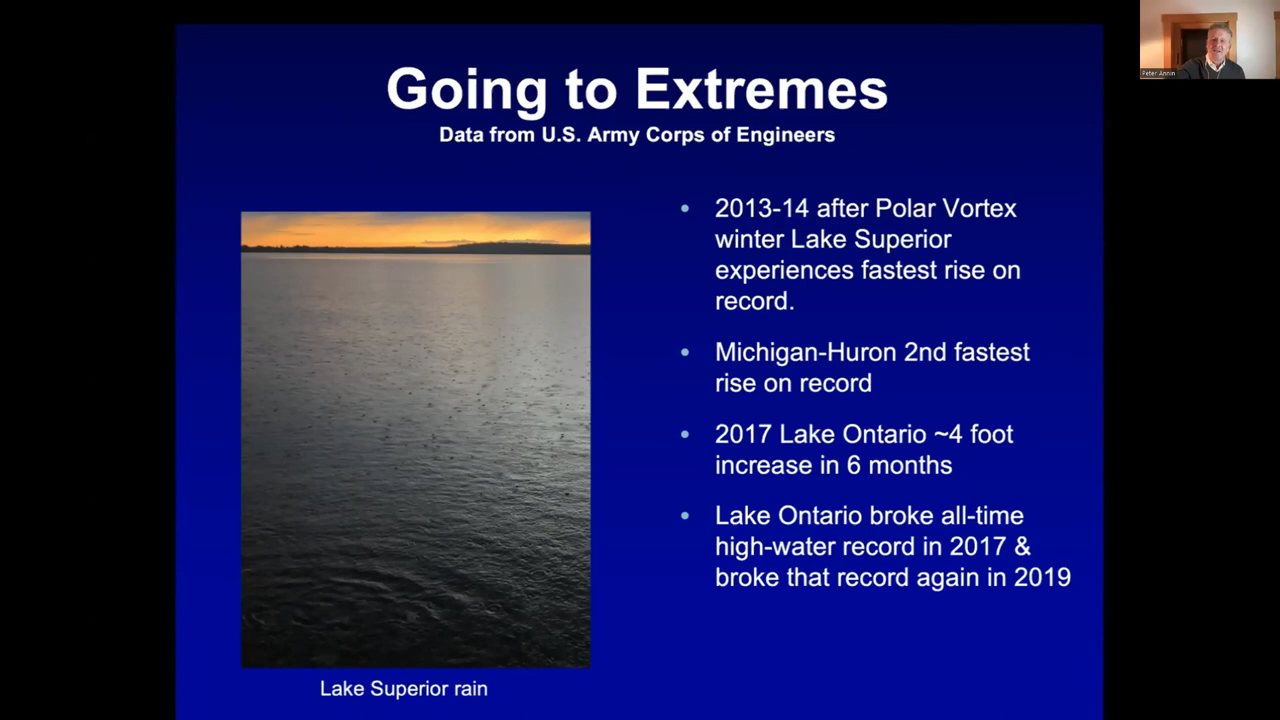 Going to Extremes
Data from U.S. Army Corps of Engineers
• 2013-14 after Polar Vortex
winter Lake Superior
experiences fastest rise on
record.
• Michigan-Huron 2nd fastest
rise on record
• 2017 Lake Ontario ~4 foot
increase in 6 months
• Lake Ontario broke all-time
high-water record in 2017 &
broke that record again in 2019
Lake Superior rain
Peter Annin